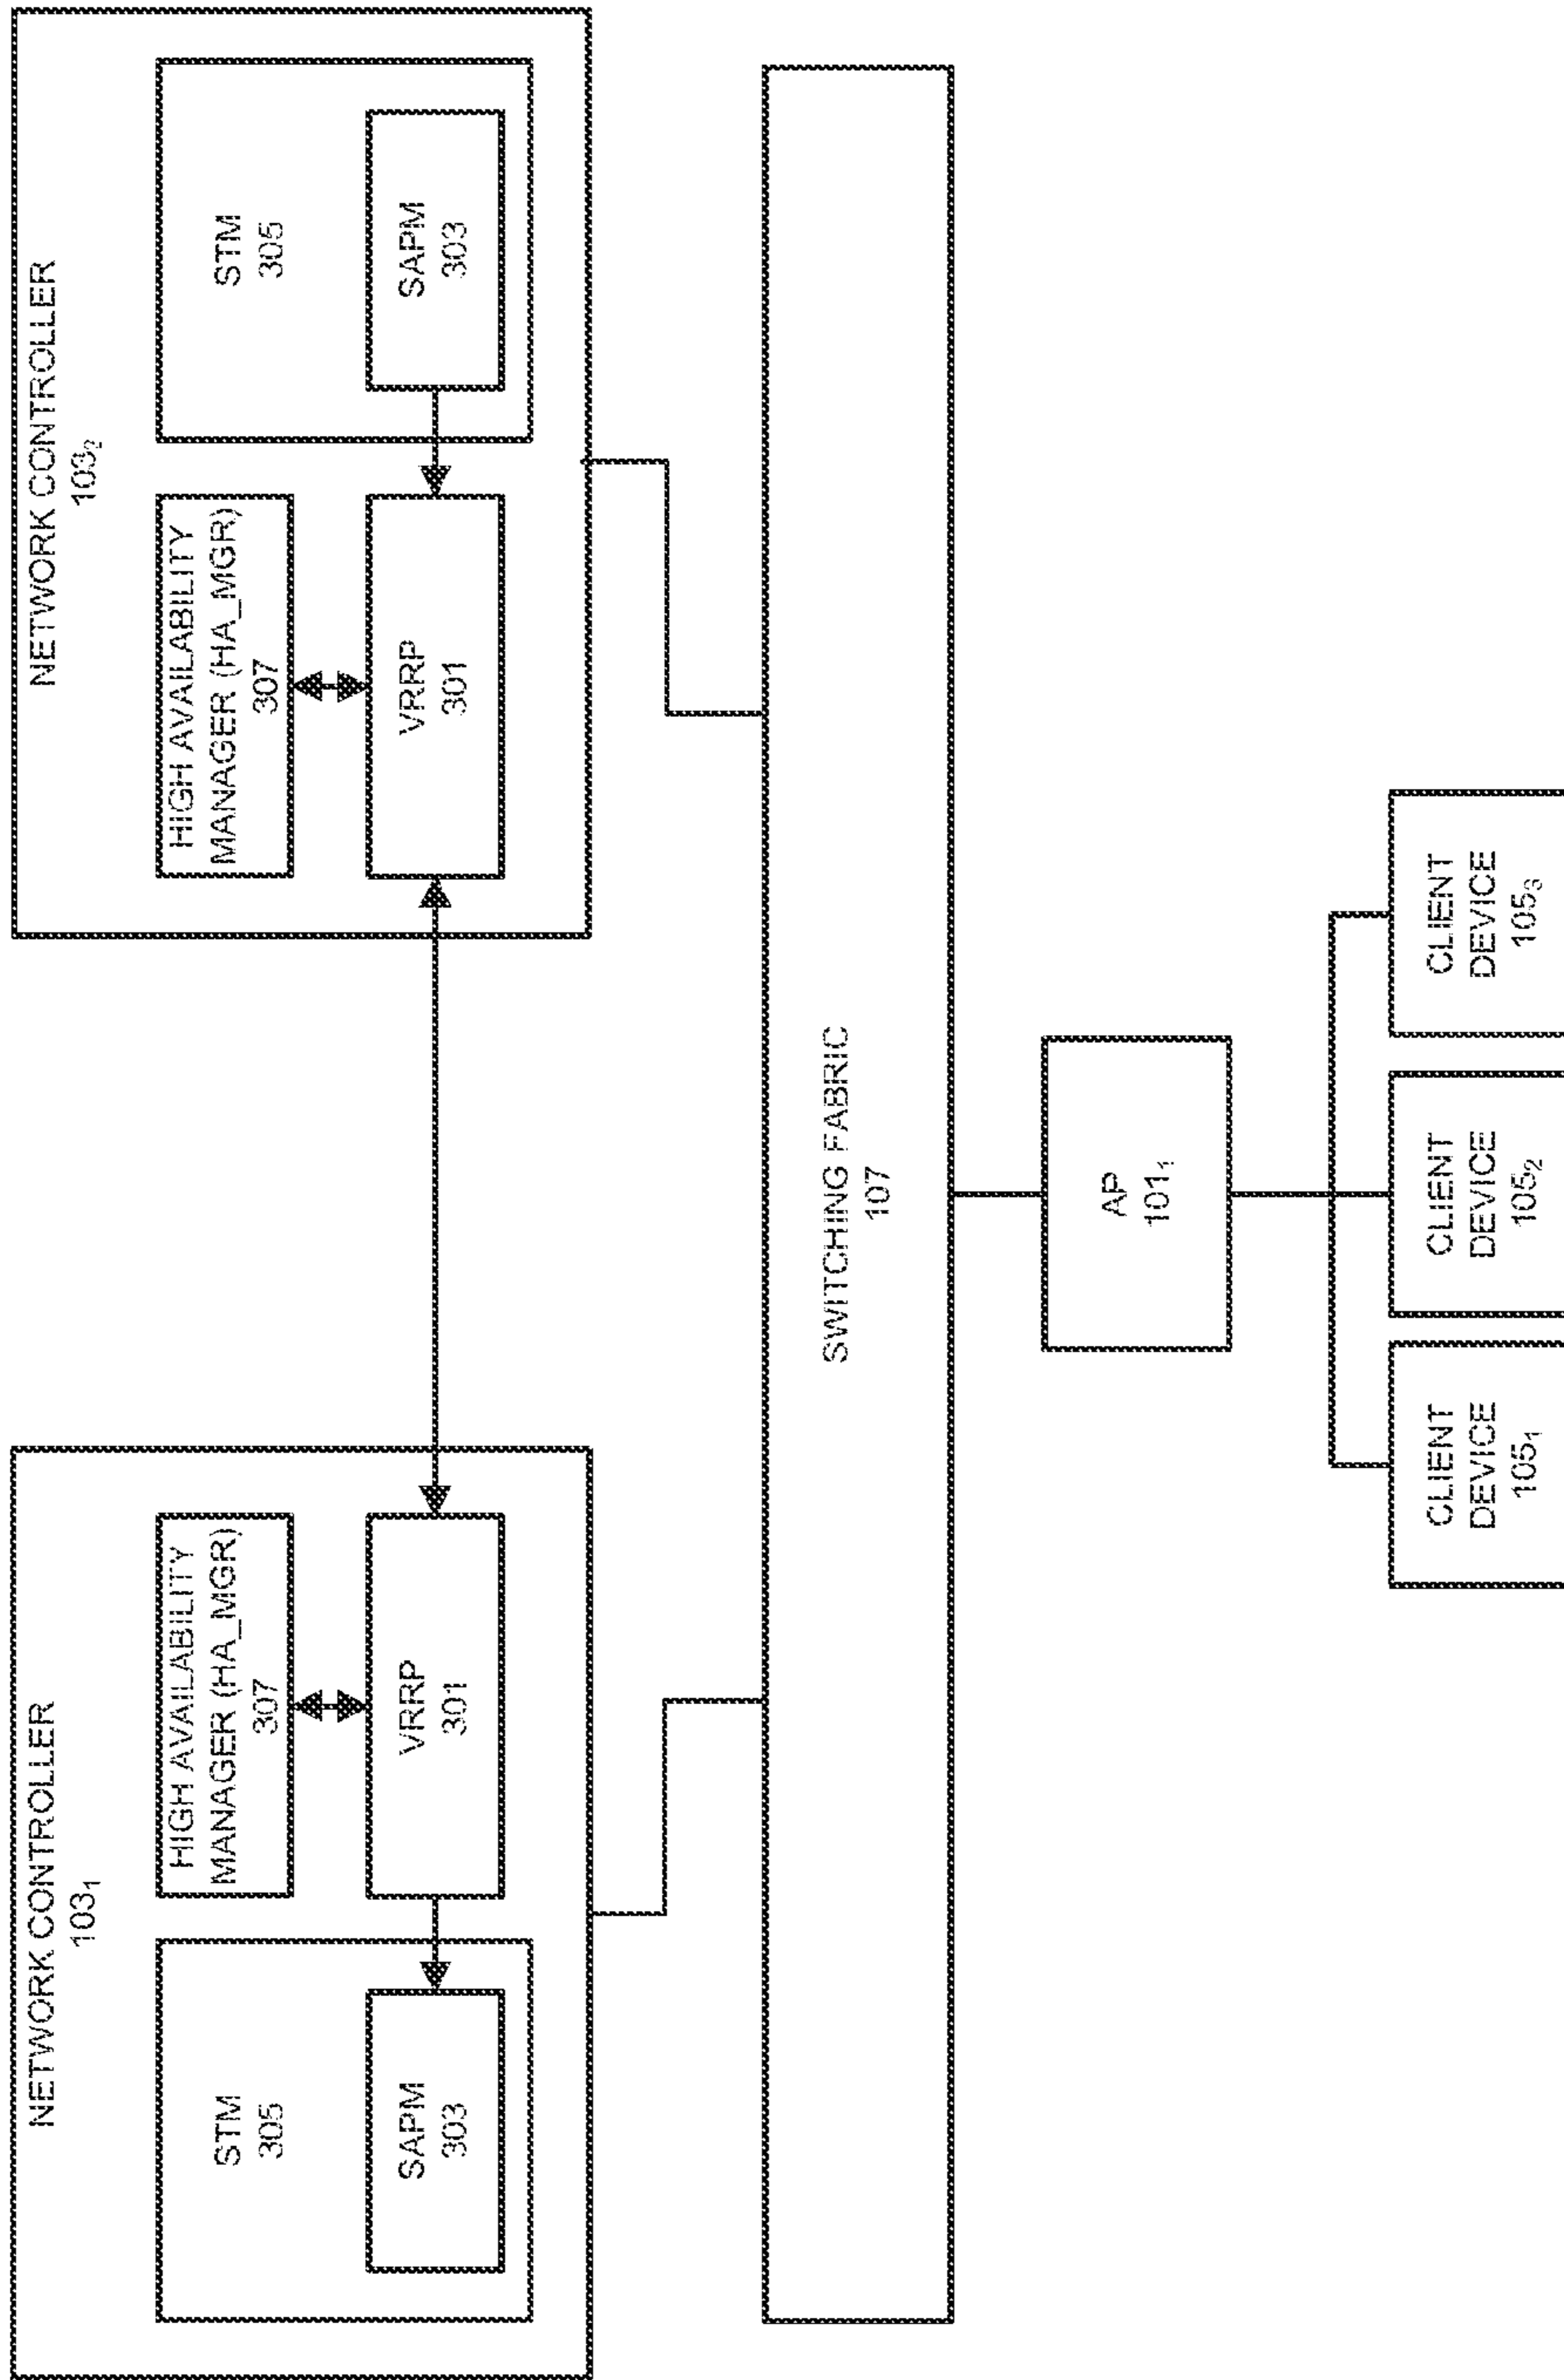 NETWORK CONTROLLER
103₁
STM
305
SAPM
303
HIGH AVAILABILITY
MANAGER (HA_MGR)
307
VRRP
301
NETWORK CONTROLLER
103₂
HIGH AVAILABILITY
MANAGER (HA_MGR)
307
VRRP
301
STM
305
SAPM
303
SWITCHING FABRIC
107
AP
101₁
CLIENT
DEVICE
105₁
CLIENT
DEVICE
105₂
CLIENT
DEVICE
105₃